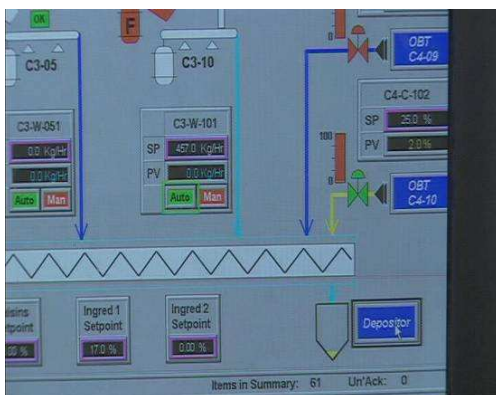 OK
F
C3-05
C3-10
OBT
C4-09
C3-W-051
0.0 Kg/Hr
0.0 Kg/Hr
Auto Man
C3-W-101
SP 457.0 Kg/Hr
PV 0.0 Kg/Hr
Auto Man
0
C4-C-102
SP 25.0 %
PV 2.0 %
100
0
OBT
C4-10
Setpoint
Ingred 1
Setpoint
17.0 %
Ingred 2
Setpoint
0.00 %
Depositor
Items in Summary: 61 Un'Ack: 0